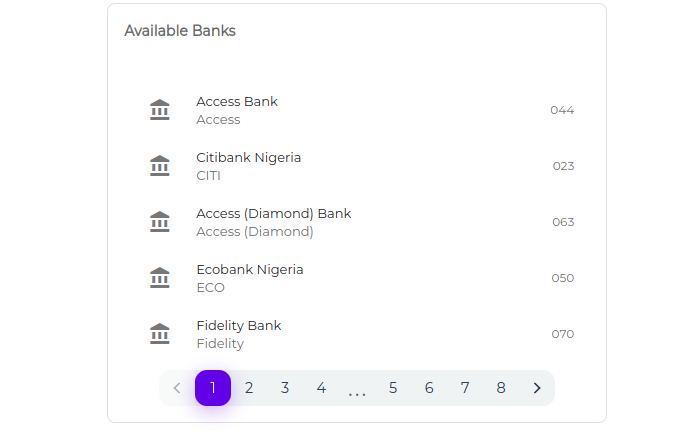 Available Banks
Access Bank
Access
044
Citibank Nigeria
CITI
023
Access (Diamond) Bank
Access (Diamond)
063
Ecobank Nigeria
ECO
050
Fidelity Bank
Fidelity
070
1 2 3 4 ... 5 6 7 8